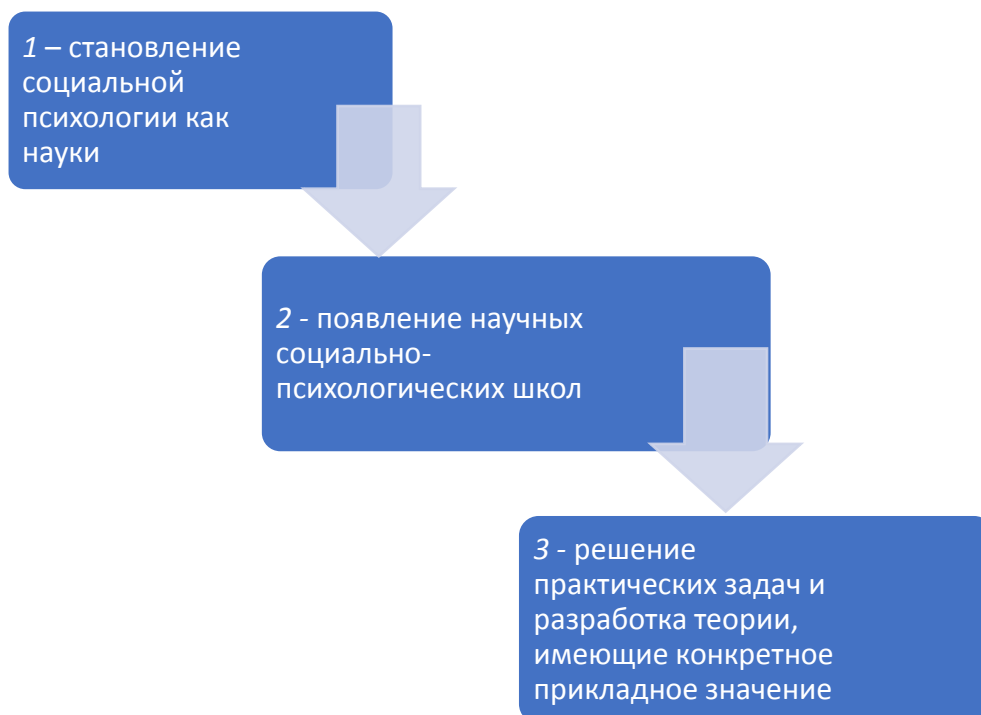 1 – становление
социальной
психологии как
науки
2 - появление научных
социально-
психологических школ
3 - решение
практических задач и
разработка теории,
имеющие конкретное
прикладное значение